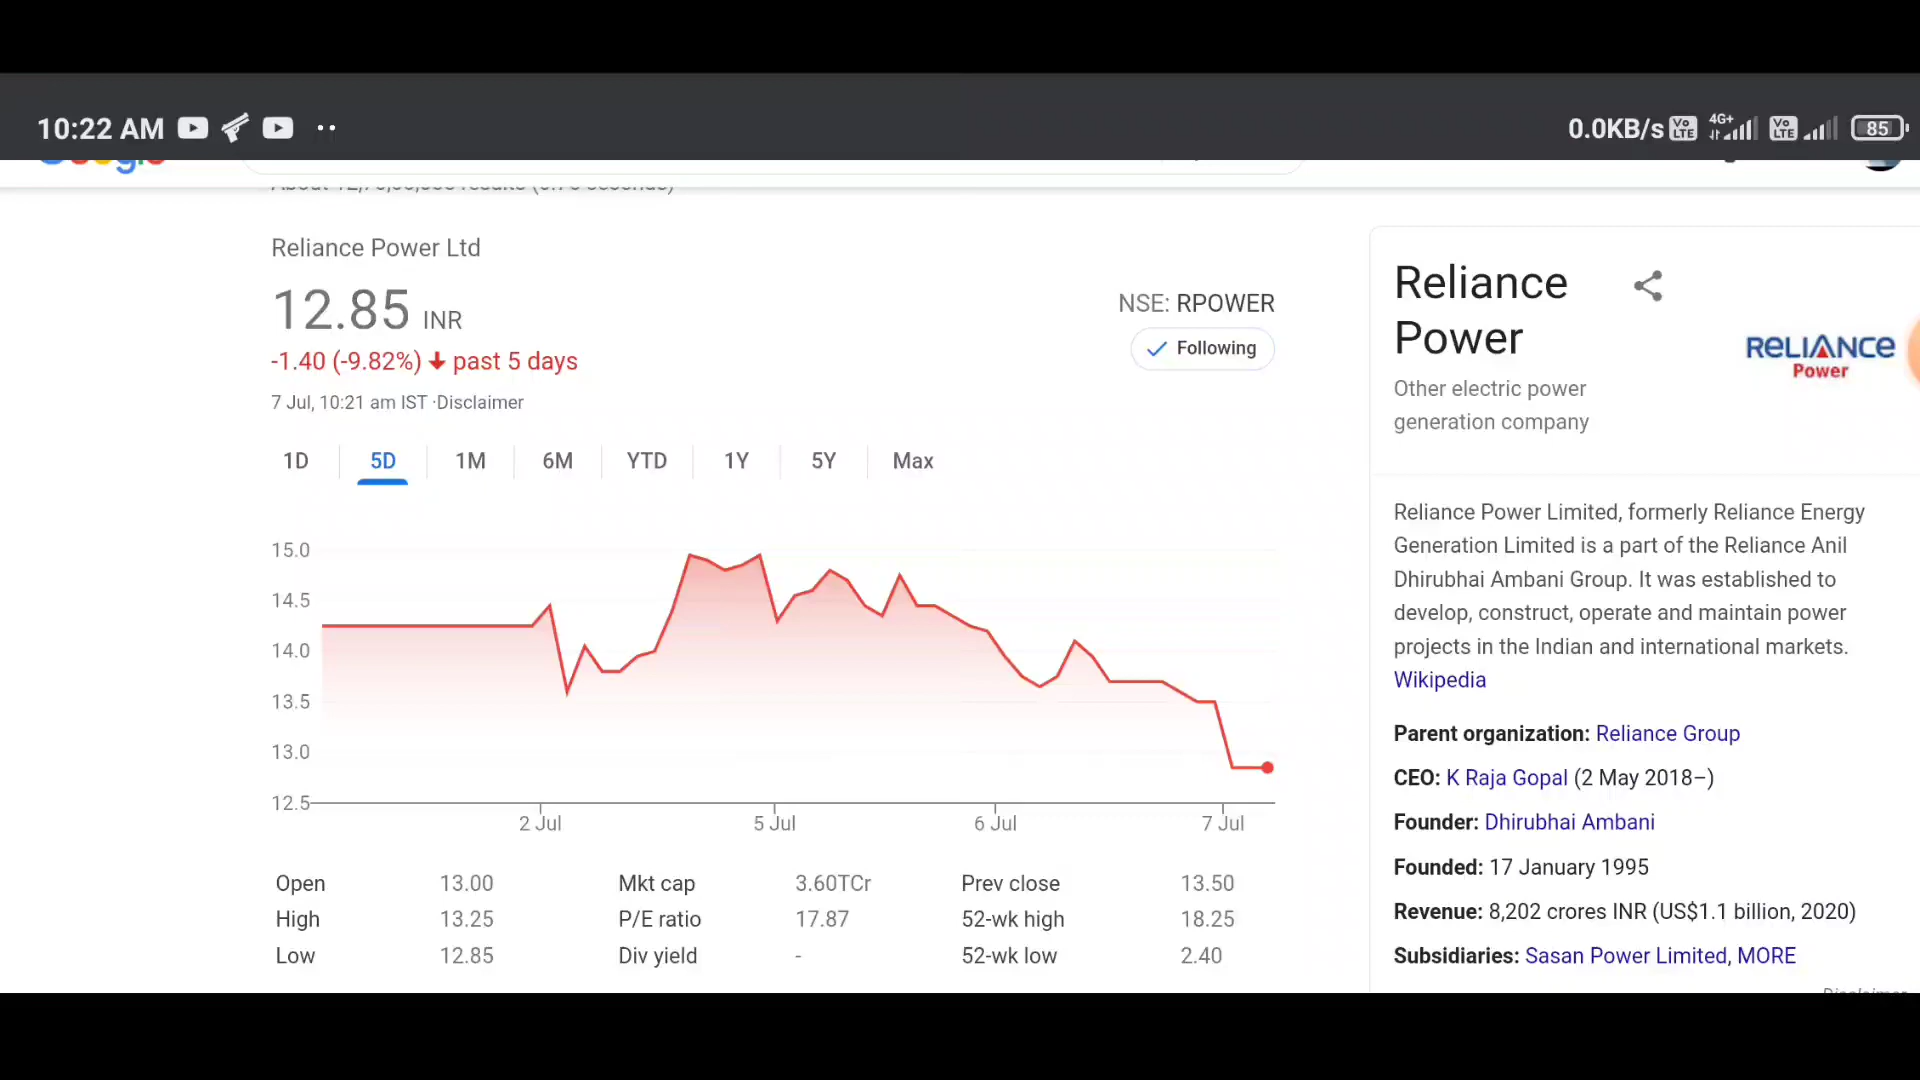 10:22 AM
0.0KB/s Vo LTE 4G+ Vo LTE 85
Reliance Power Ltd
12.85 INR
-1.40 (-9.82%) past 5 days
7 Jul, 10:21 am IST ·Disclaimer
NSE: RPOWER
Following
1D 5D 1M 6M YTD 1Y 5Y Max
15.0
14.5
14.0
13.5
13.0
12.5
2 Jul 5 Jul 6 Jul 7 Jul
Open 13.00 Mkt cap 3.60TCr Prev close 13.50
High 13.25 P/E ratio 17.87 52-wk high 18.25
Low 12.85 Div yield - 52-wk low 2.40
Reliance
Power
RELIANCE
Power
Other electric power
generation company
Reliance Power Limited, formerly Reliance Energy
Generation Limited is a part of the Reliance Anil
Dhirubhai Ambani Group. It was established to
develop, construct, operate and maintain power
projects in the Indian and international markets.
Wikipedia
Parent organization: Reliance Group
CEO: K Raja Gopal (2 May 2018–)
Founder: Dhirubhai Ambani
Founded: 17 January 1995
Revenue: 8,202 crores INR (US$1.1 billion, 2020)
Subsidiaries: Sasan Power Limited, MORE